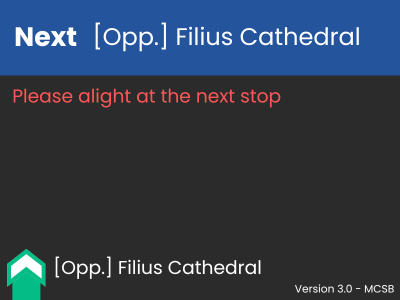 Next [Opp.] Filius Cathedral
Please alight at the next stop
[Opp.] Filius Cathedral
Version 3.0 - MCSB